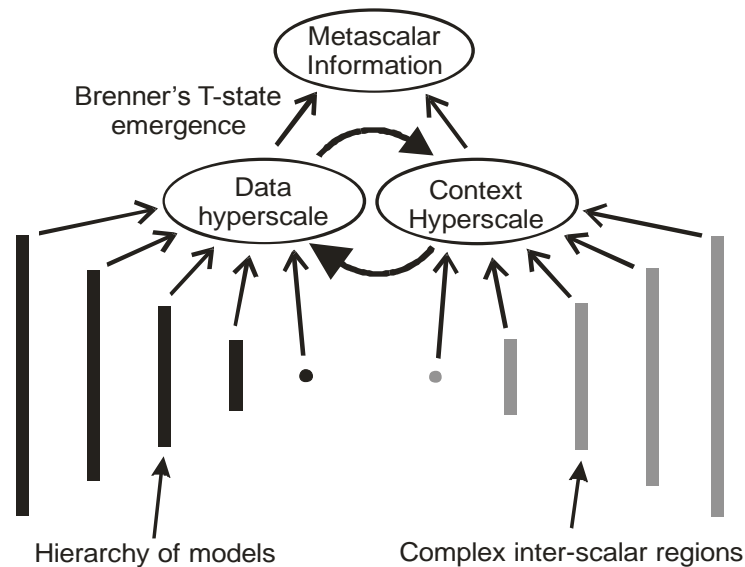 Metascalar
Information
Brenner's T-state
emergence
Data
hyperscale
Context
Hyperscale
Hierarchy of models
Complex inter-scalar regions